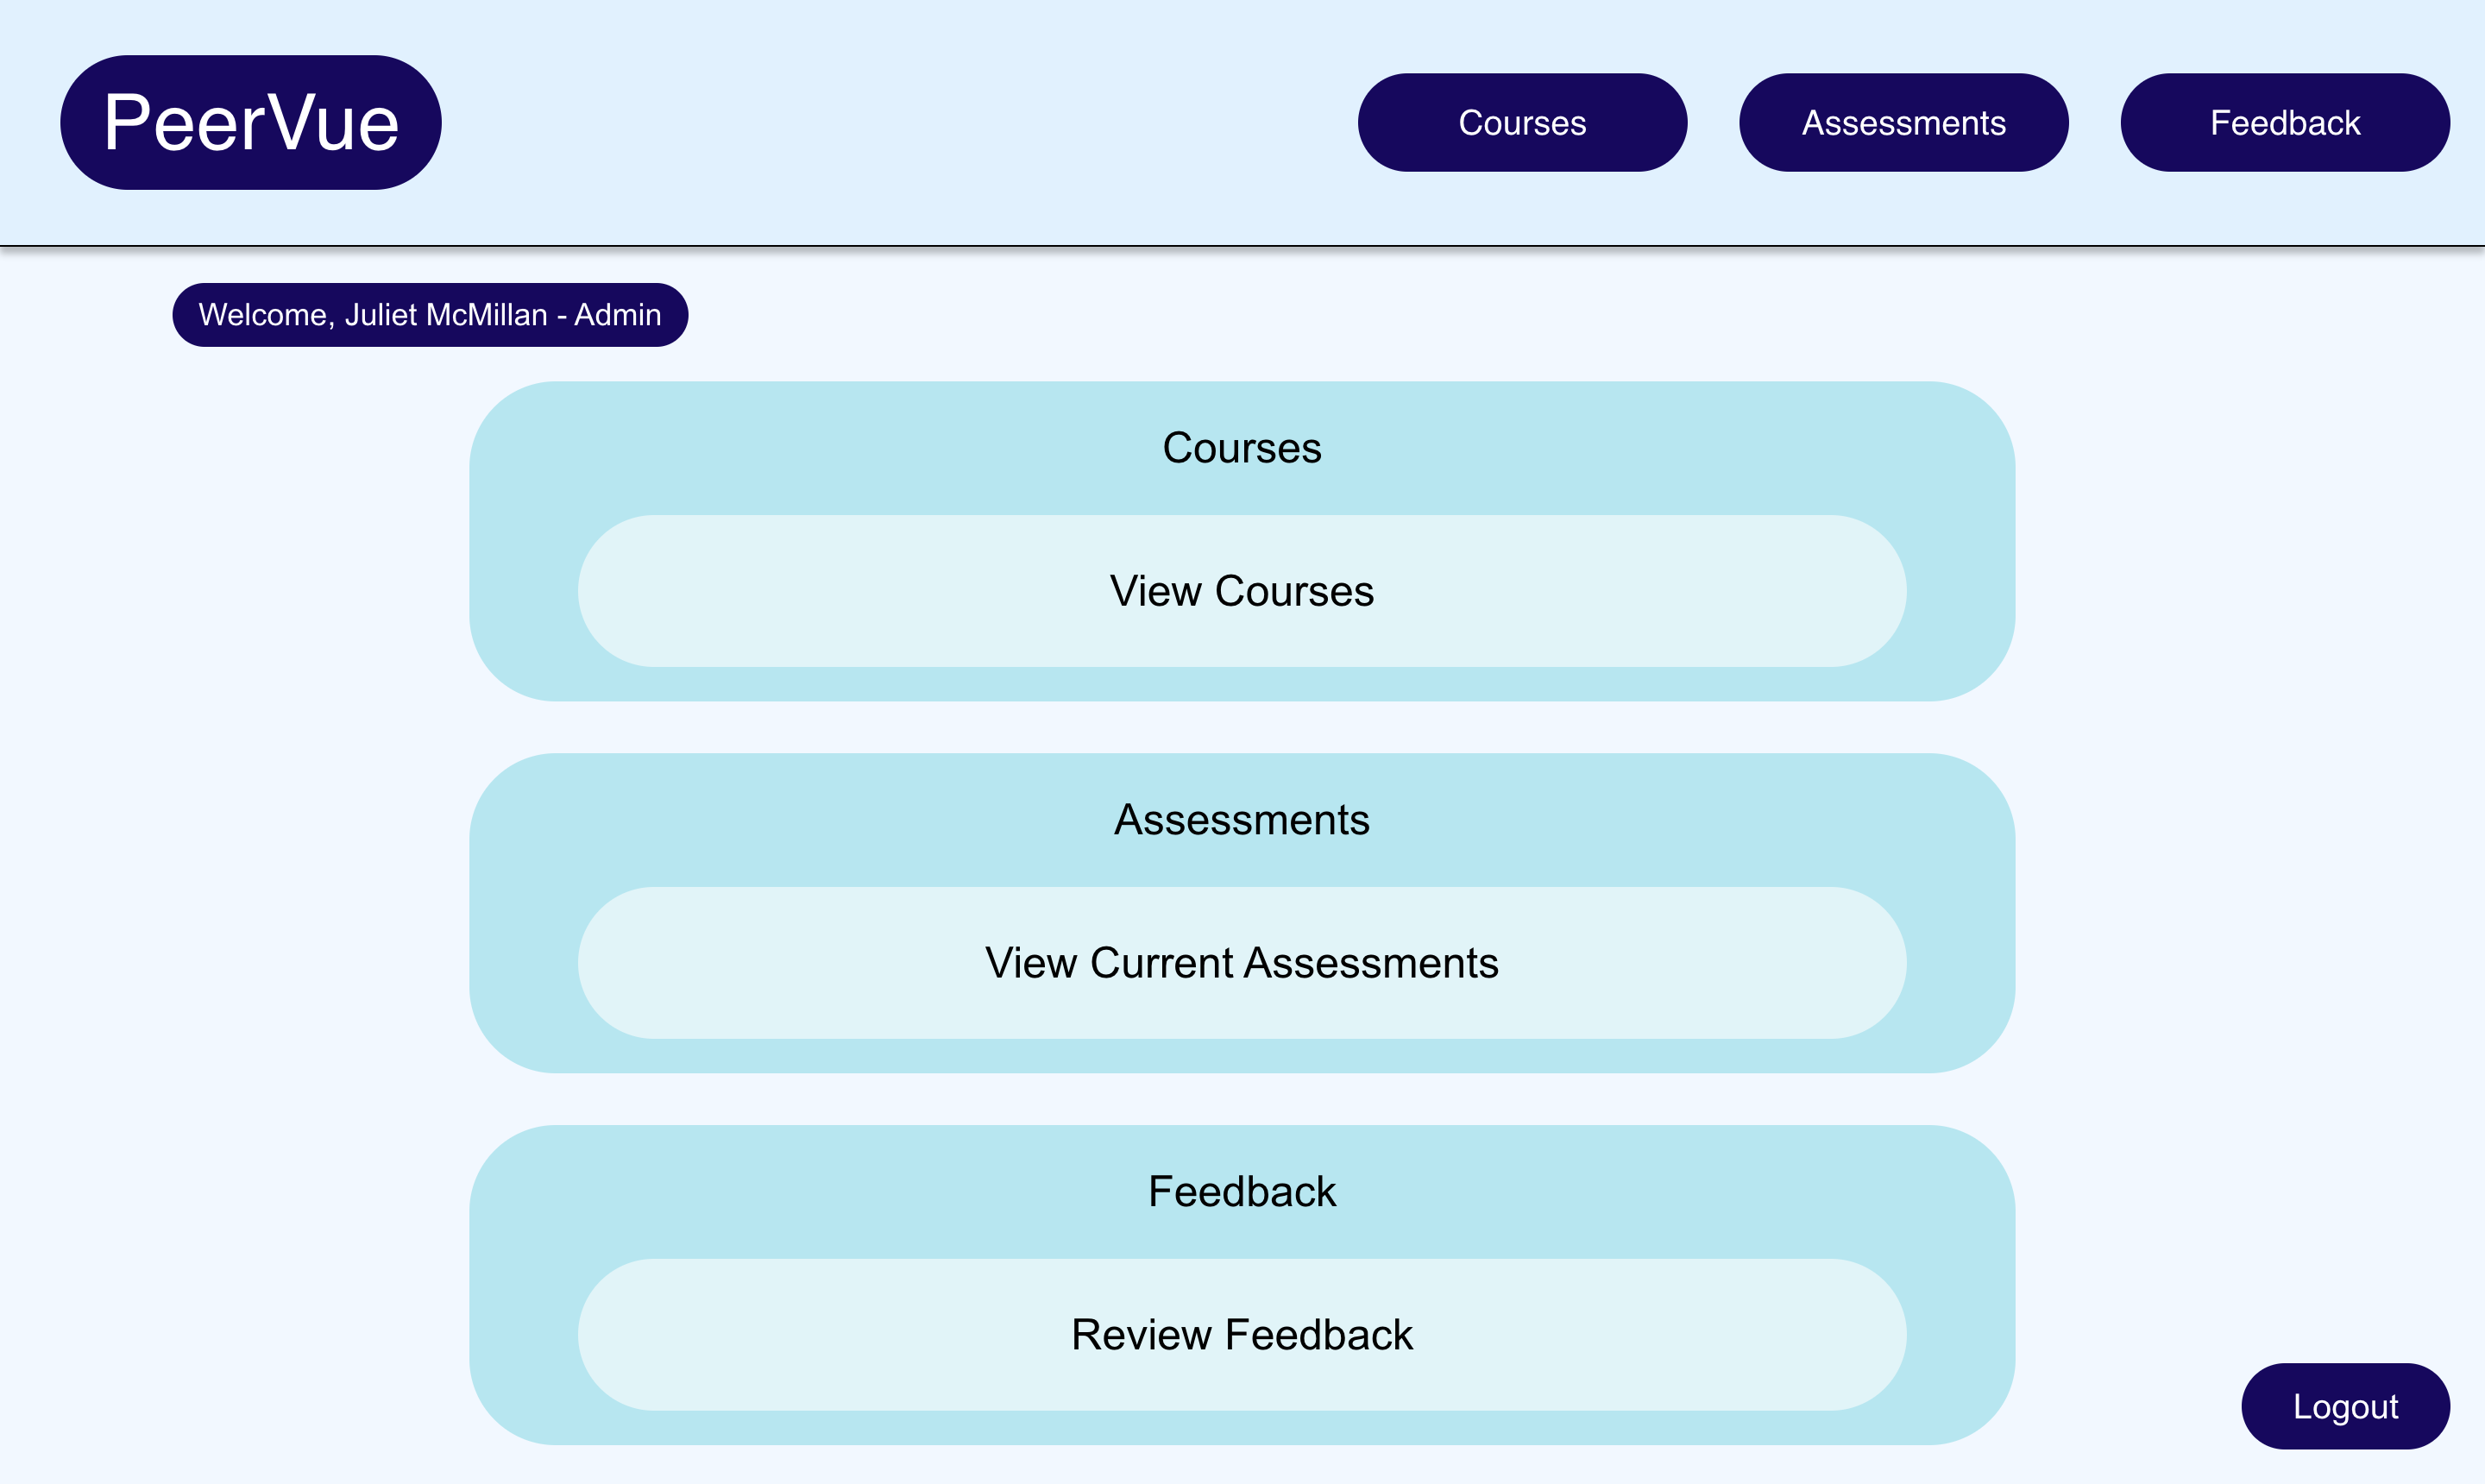 PeerVue
Courses
Assessments
Feedback
Welcome, Juliet McMillan - Admin
Courses
View Courses
Assessments
View Current Assessments
Feedback
Review Feedback
Logout